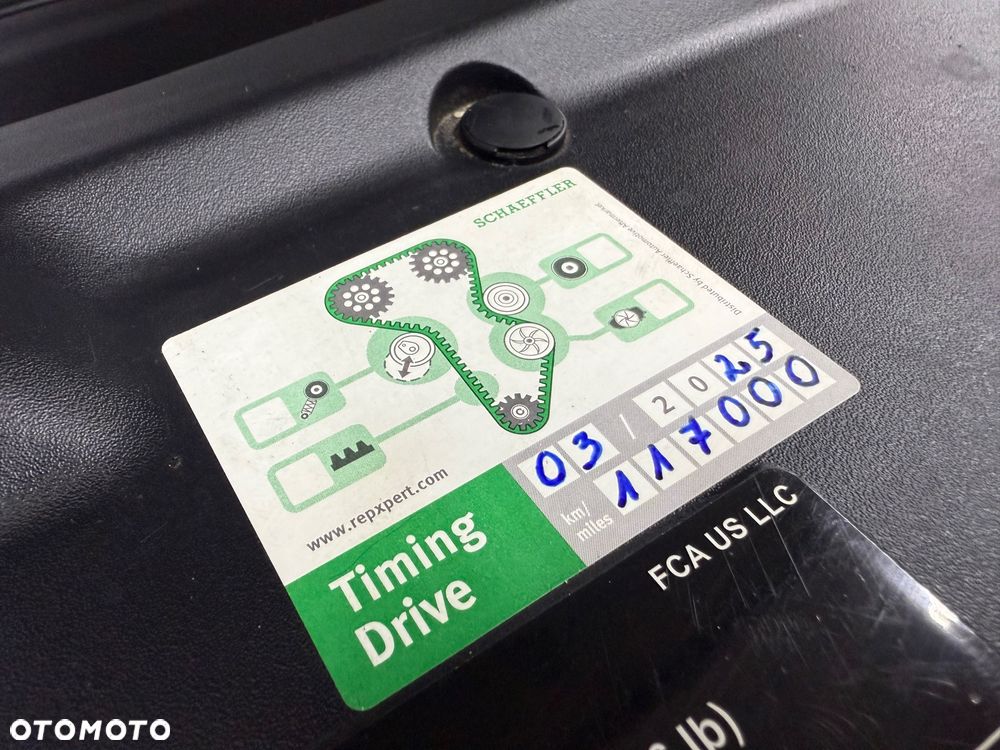 SCHAEFFLER
Distributed by Schaeffler Automotive Aftermarket
03 / 2025
km/
miles
117000
www.repxpert.com
Timing
Drive
FCA US LLC
lb)
OTOMOTO